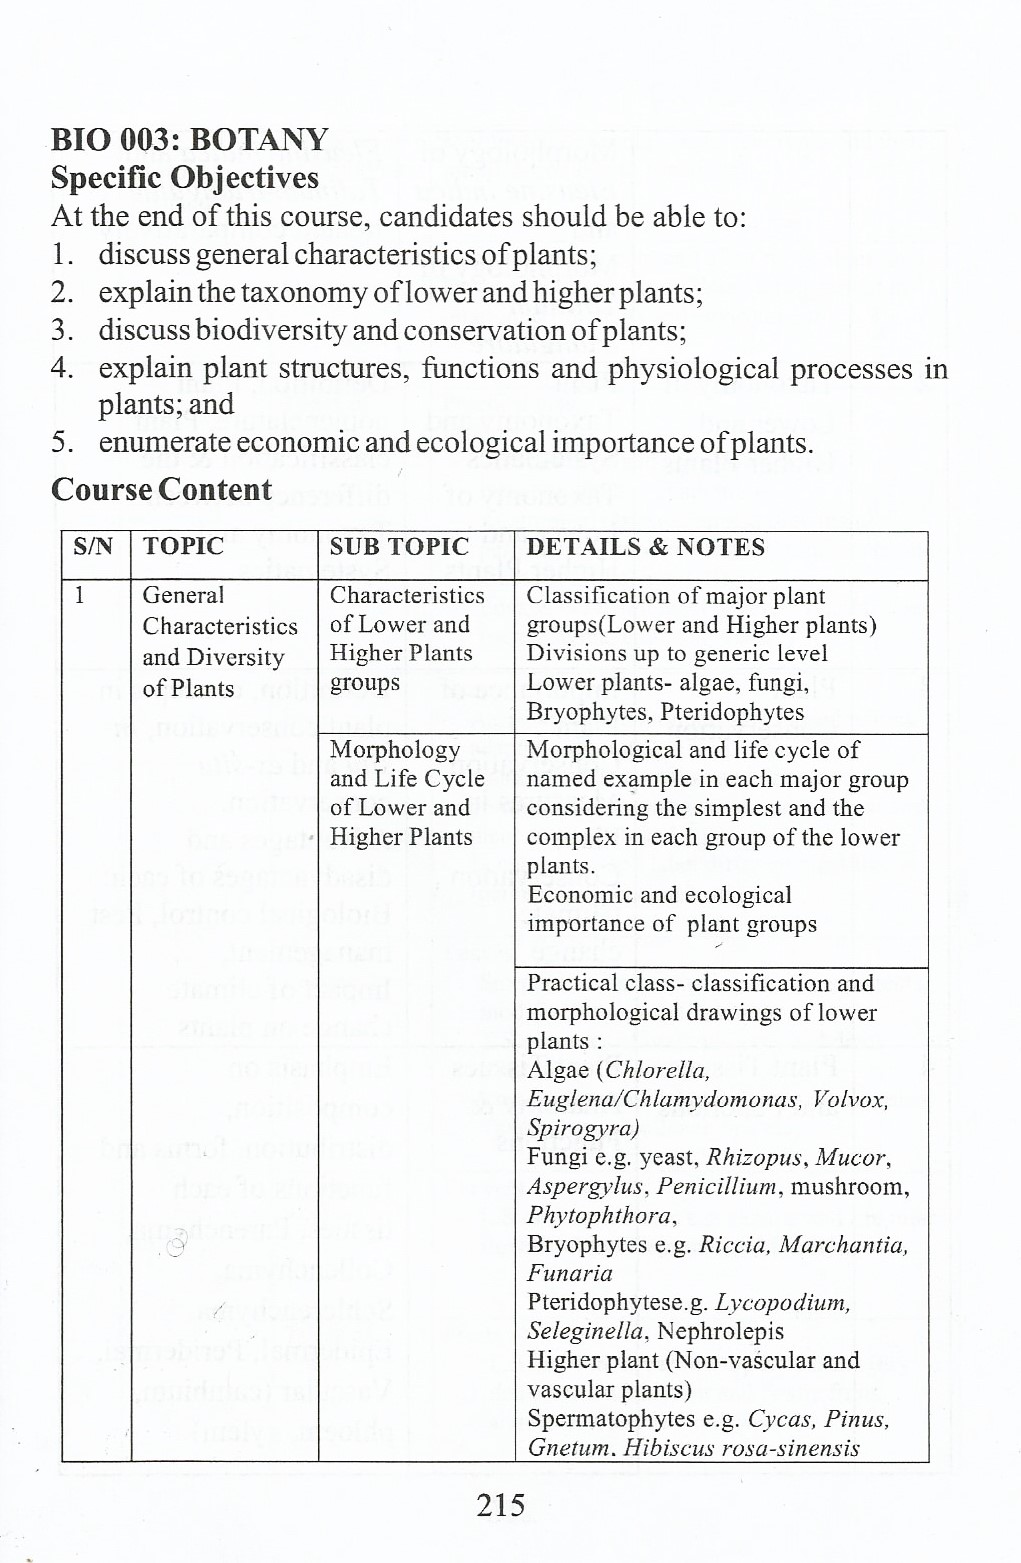 BIO 003: BOTANY
Specific Objectives
At the end of this course, candidates should be able to:
1. discuss general characteristics of plants;
2. explain the taxonomy of lower and higher plants;
3. discuss biodiversity and conservation of plants;
4. explain plant structures, functions and physiological processes in
plants; and
5. enumerate economic and ecological importance of plants.
Course Content
S/N TOPIC SUB TOPIC DETAILS & NOTES
1
General
Characteristics
and Diversity
of Plants
Characteristics
of Lower and
Higher Plants
groups
Classification of major plant
groups(Lower and Higher plants)
Divisions up to generic level
Lower plants- algae, fungi,
Bryophytes, Pteridophytes
Morphology
and Life Cycle
of Lower and
Higher Plants
Morphological and life cycle of
named example in each major group
considering the simplest and the
complex in each group of the lower
plants.
Economic and ecological
importance of plant groups
Practical class- classification and
morphological drawings of lower
plants :
Algae (Chlorella,
Euglena/Chlamydomonas, Volvox,
Spirogyra)
Fungi e.g. yeast, Rhizopus, Mucor,
Aspergylus, Penicillium, mushroom,
Phytophthora,
Bryophytes e.g. Riccia, Marchantia,
Funaria
Pteridophytese.g. Lycopodium,
Seleginella, Nephrolepis
Higher plant (Non-vascular and
vascular plants)
Spermatophytes e.g. Cycas, Pinus,
Gnetum. Hibiscus rosa-sinensis
215